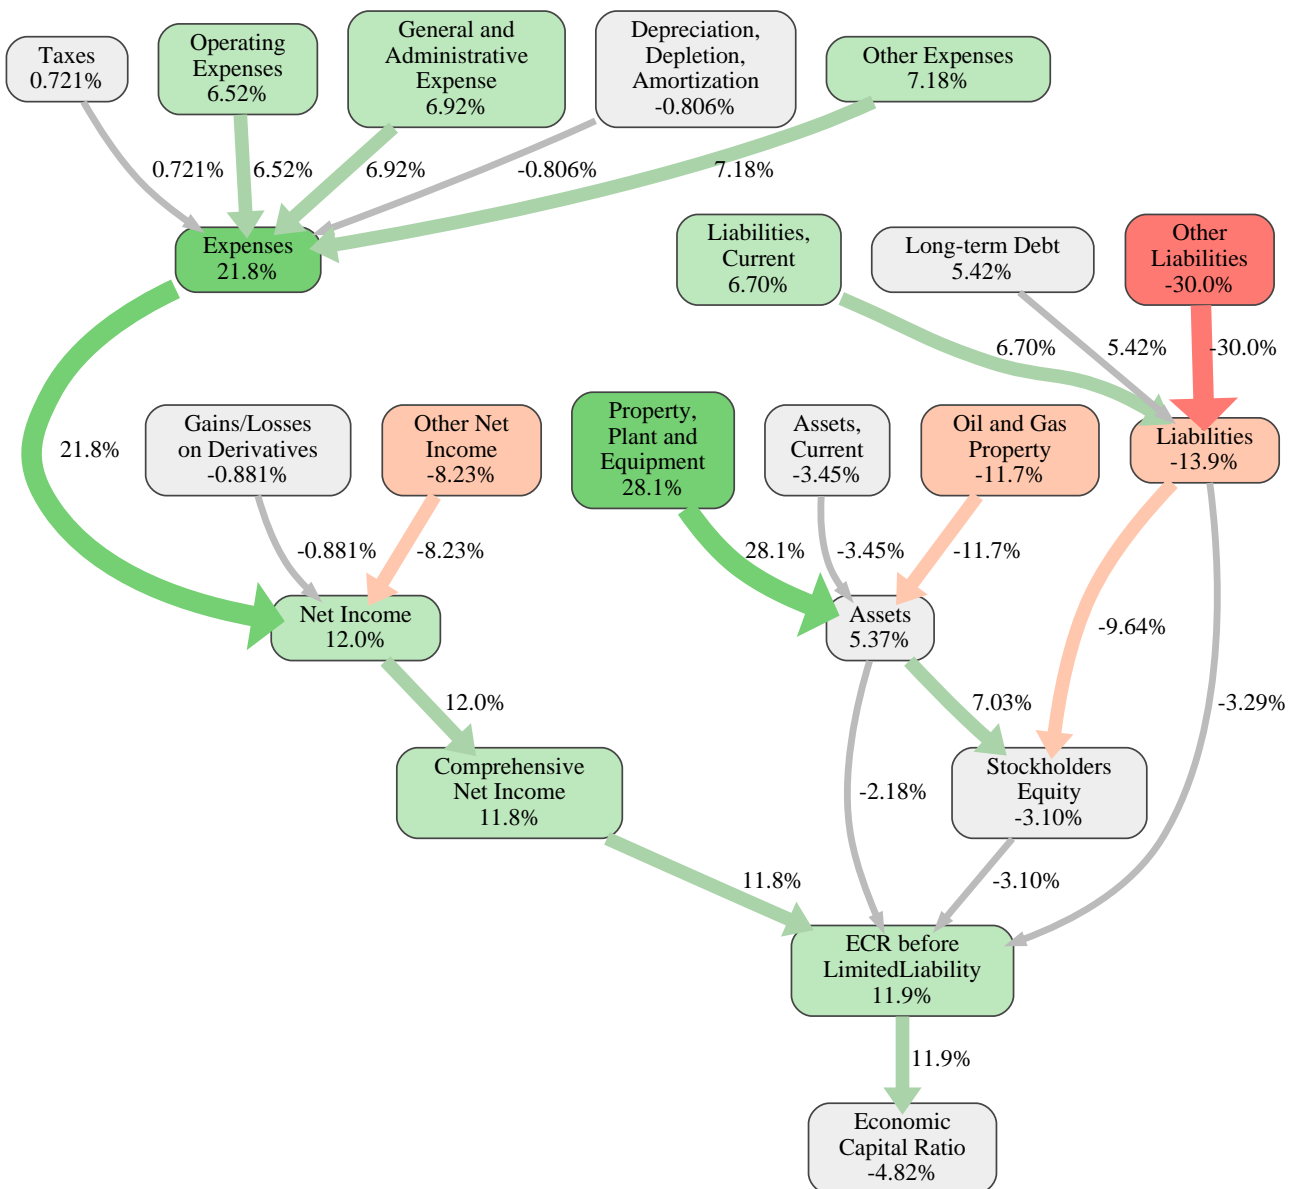 Taxes
0.721%
Operating
Expenses
6.52%
General and
Administrative
Expense
6.92%
Depreciation,
Depletion,
Amortization
-0.806%
Other Expenses
7.18%
0.721%
6.52%
6.92%
-0.806%
7.18%
Expenses
21.8%
Liabilities,
Current
6.70%
Long-term Debt
5.42%
Other
Liabilities
-30.0%
6.70%
5.42%
-30.0%
21.8%
Gains/Losses
on Derivatives
-0.881%
Other Net
Income
-8.23%
Property,
Plant and
Equipment
28.1%
Assets,
Current
-3.45%
Oil and Gas
Property
-11.7%
Liabilities
-13.9%
-0.881%
-8.23%
28.1%
-3.45%
-11.7%
Net Income
12.0%
Assets
5.37%
-9.64%
12.0%
7.03%
-3.29%
Comprehensive
Net Income
11.8%
-2.18%
Stockholders
Equity
-3.10%
11.8%
-3.10%
ECR before
LimitedLiability
11.9%
11.9%
Economic
Capital Ratio
-4.82%